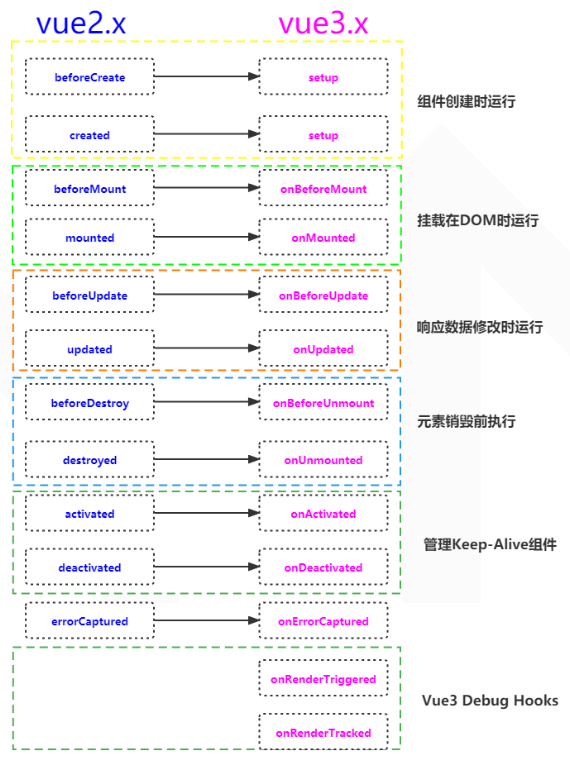 vue2.x vue3.x
beforeCreate setup
组件创建时运行
created setup
beforeMount onBeforeMount
挂载在DOM时运行
mounted onMounted
beforeUpdate onBeforeUpdate
响应数据修改时运行
updated onUpdated
beforeDestroy onBeforeUnmount
元素销毁前执行
destroyed onUnmounted
activated onActivated
管理Keep-Alive组件
deactivated onDeactivated
errorCaptured onErrorCaptured
onRenderTriggered
Vue3 Debug Hooks
onRenderTracked